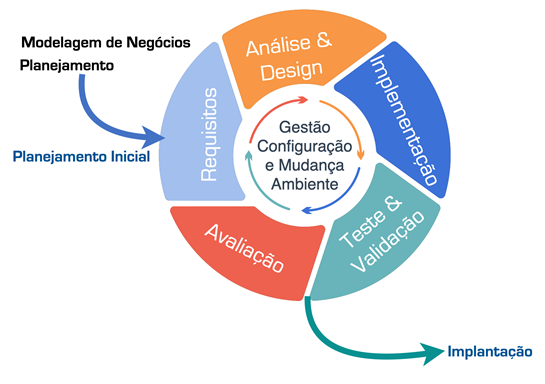 Modelagem de Negócios
Planejamento
Planejamento Inicial
Requisitos
Análise &
Design
Implementação
Teste &
Validação
Avaliação
Gestão
Configuração
e Mudança
Ambiente
Implantação